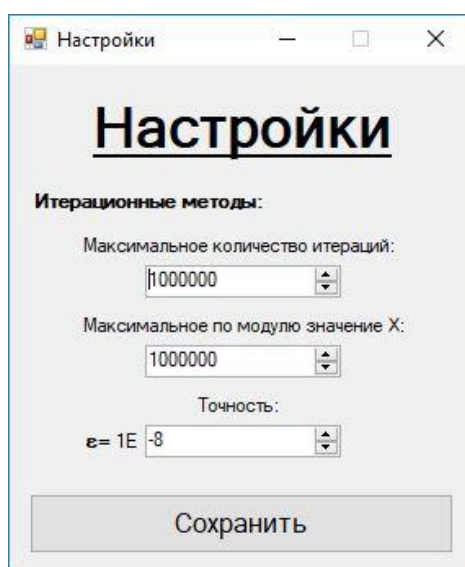 Настройки
Настройки
Итерационные методы:
Максимальное количество итераций:
1000000
Максимальное по модулю значение X:
1000000
Точность:
ε= 1E -8
Сохранить